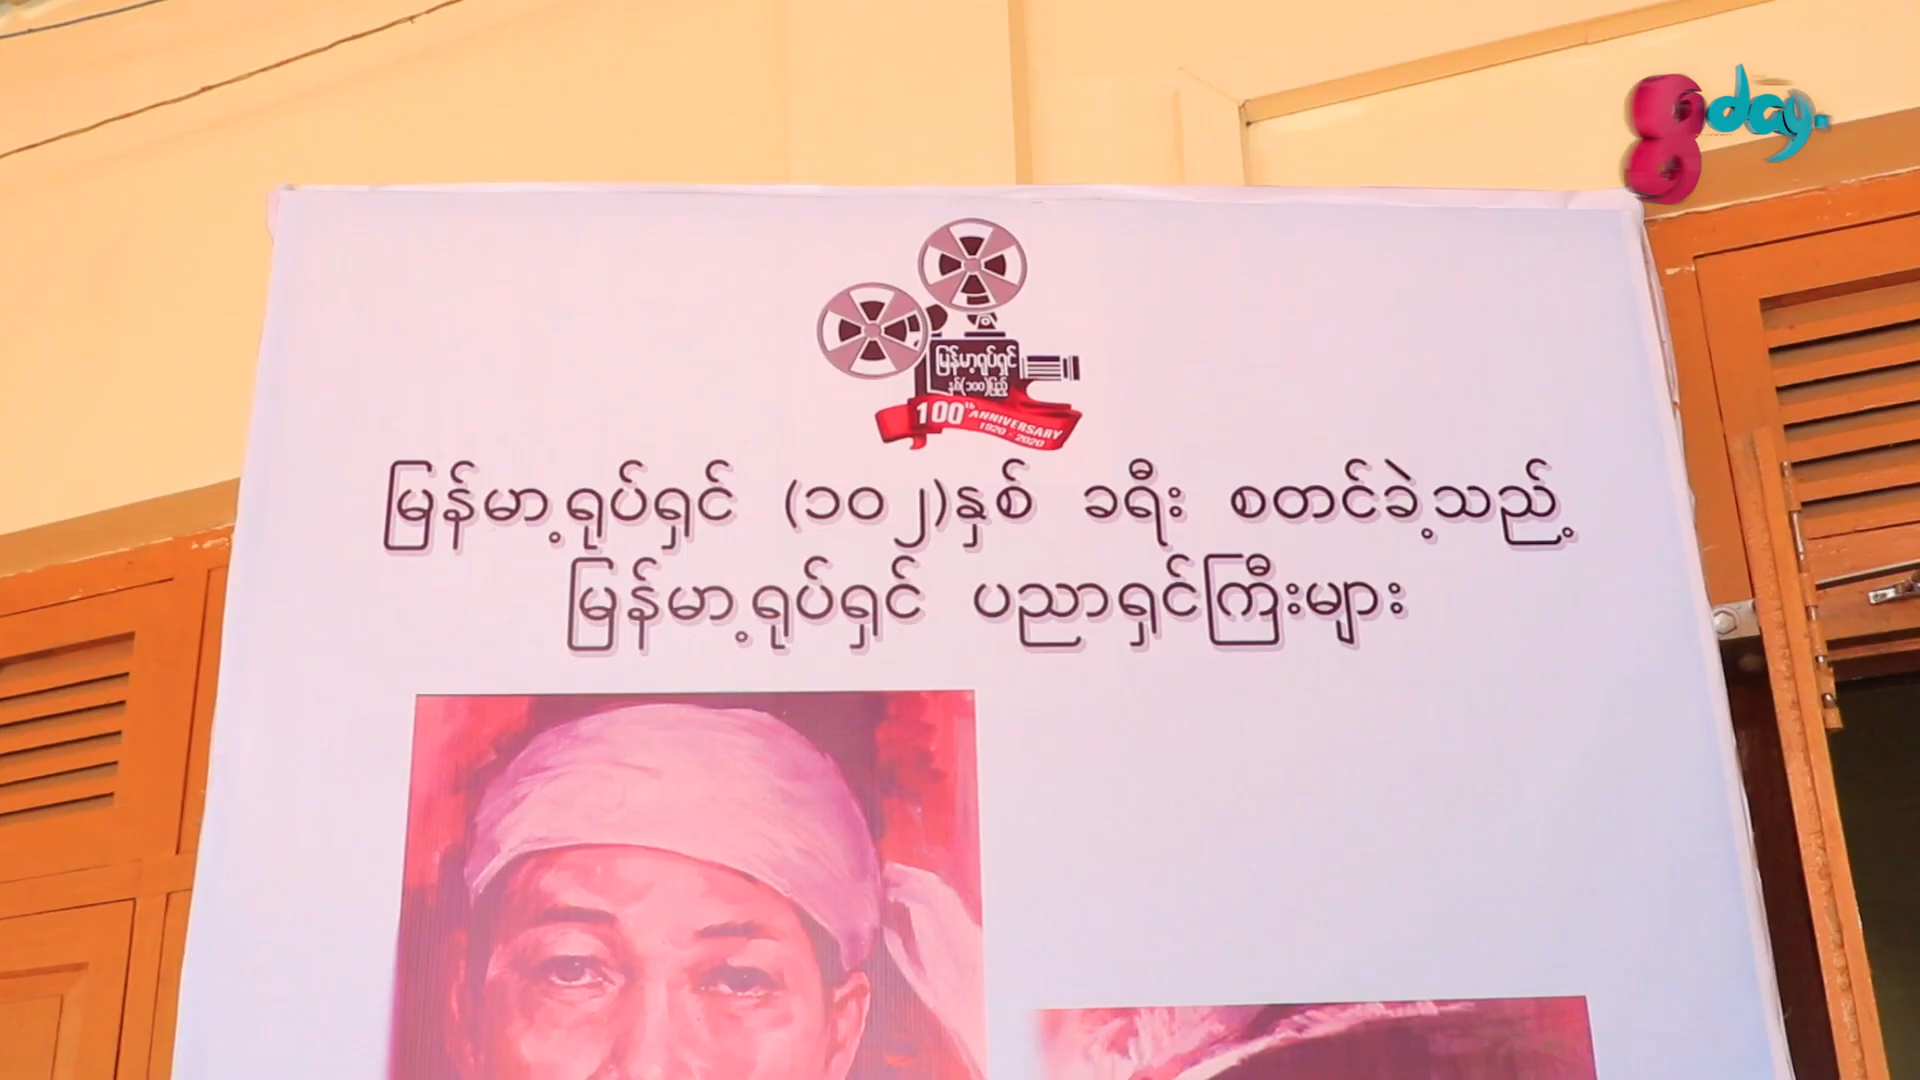 8day.
မြန်မာ့ရုပ်ရှင်
နှစ်(၁၀၀)ပြည့်
100th ANNIVERSARY
1920 - 2020
မြန်မာ့ရုပ်ရှင် (၁၀၂)နှစ် ခရီး စတင်ခဲ့သည့်
မြန်မာ့ရုပ်ရှင် ပညာရှင်ကြီးများ